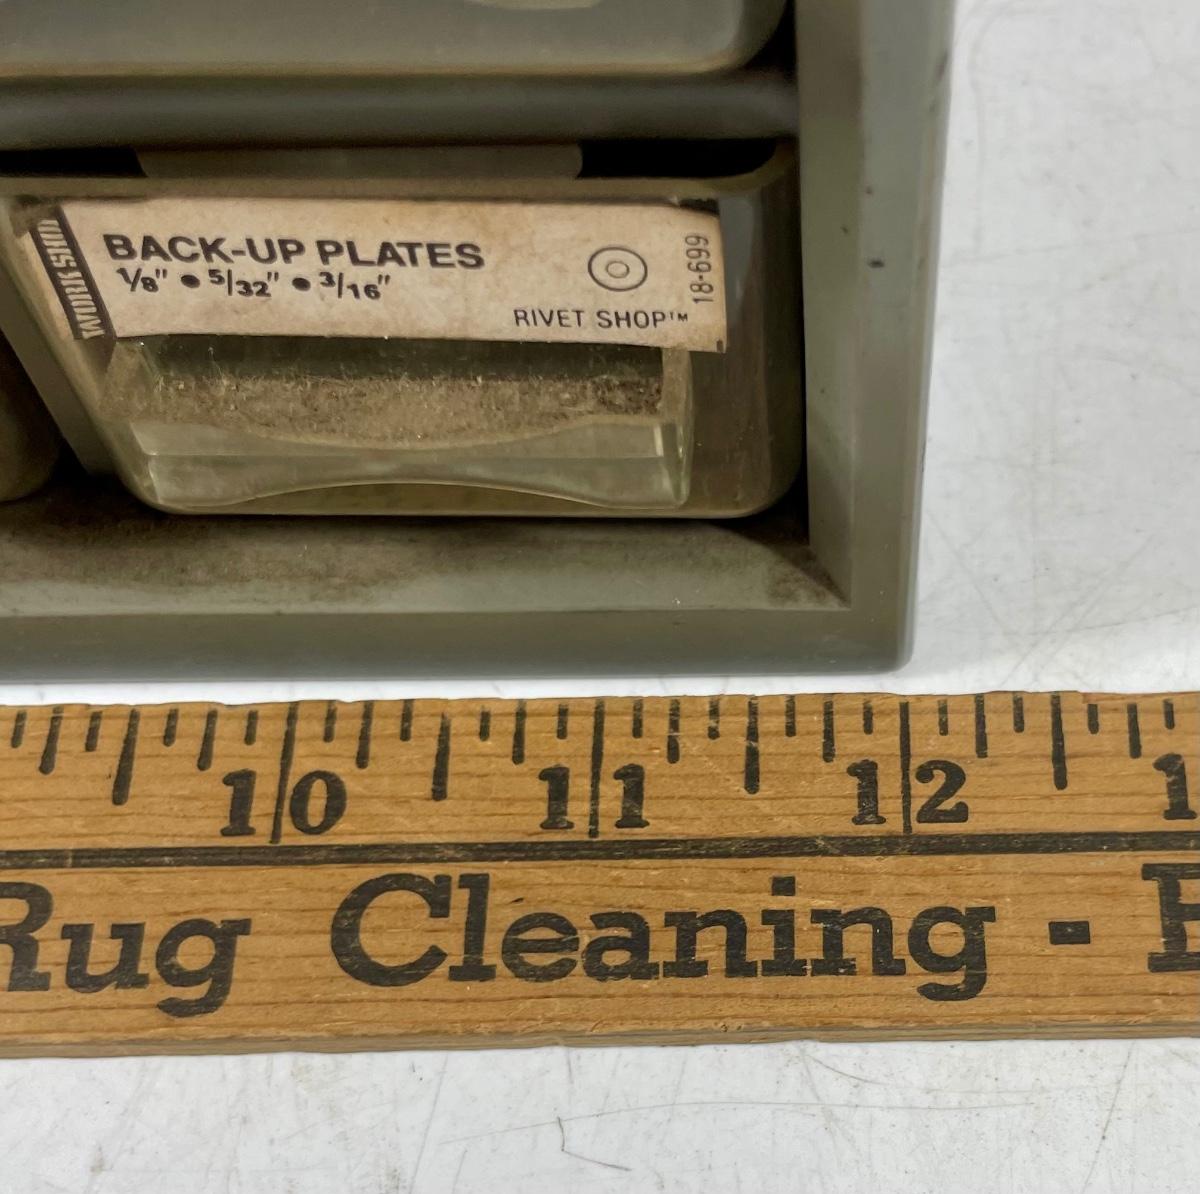 WORKSHOP
BACK-UP PLATES
1/8" • 5/32" • 3/16"
RIVET SHOP™
18-699
10 11 12 1
Rug Cleaning -